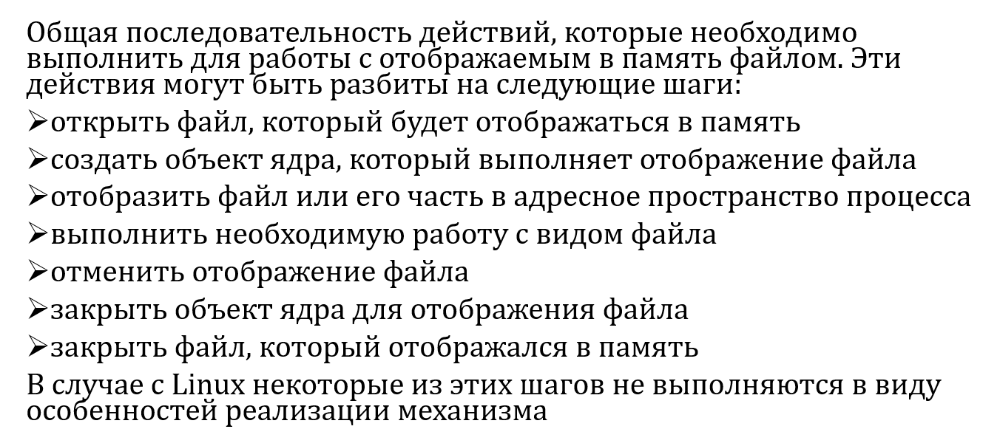 Общая последовательность действий, которые необходимо
выполнить для работы с отображаемым в память файлом. Эти
действия могут быть разбиты на следующие шаги:
➢открыть файл, который будет отображаться в память
➢создать объект ядра, который выполняет отображение файла
➢отобразить файл или его часть в адресное пространство процесса
➢выполнить необходимую работу с видом файла
➢отменить отображение файла
➢закрыть объект ядра для отображения файла
➢закрыть файл, который отображался в память
В случае с Linux некоторые из этих шагов не выполняются в виду
особенностей реализации механизма